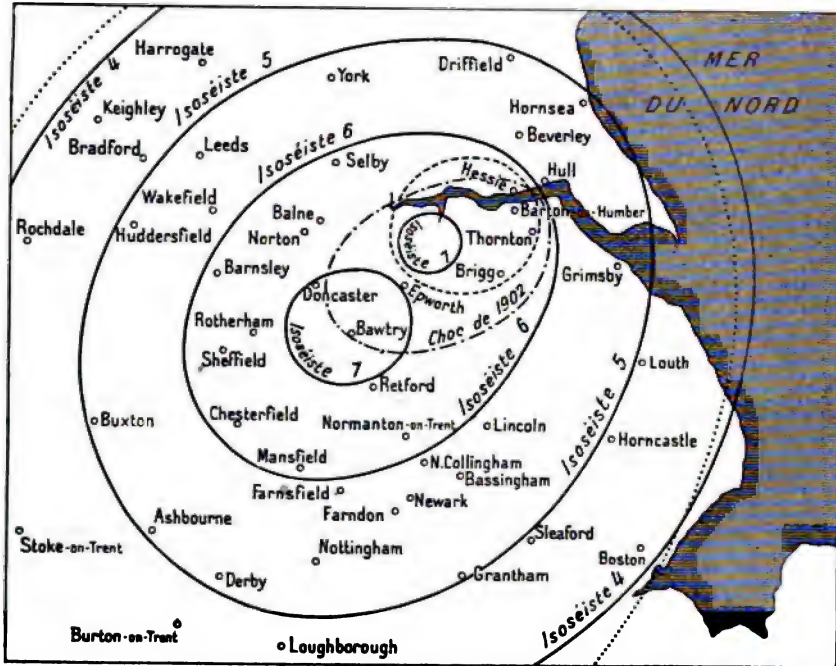 Harrogate
Isoséiste 4
Isoséiste 5
York
Driffield
MER
DU NORD
Keighley
Hornsea
Bradford
Leeds
Isoséiste 6
Beverley
Selby
Hull
Hessle
Wakefield
Balne
Barton-on-Humber
Rochdale
Huddersfield
Norton
Isoséiste 7
Thornton
Barnsley
Brigg
Grimsby
Doncaster
Epworth
Choc de 1902
Rotherham
Isoséiste 7
Bawtry
Isoséiste 6
Sheffield
Isoséiste 5
Louth
Retford
Buxton
Chesterfield
Normanton-on-Trent
Lincoln
Horncastle
Mansfield
N.Collingham
Bassingham
Farnsfield
Newark
Farndon
Ashbourne
Sleaford
Stoke-on-Trent
Nottingham
Boston
Derby
Grantham
Isoséiste 4
Burton-on-Trent
Loughborough